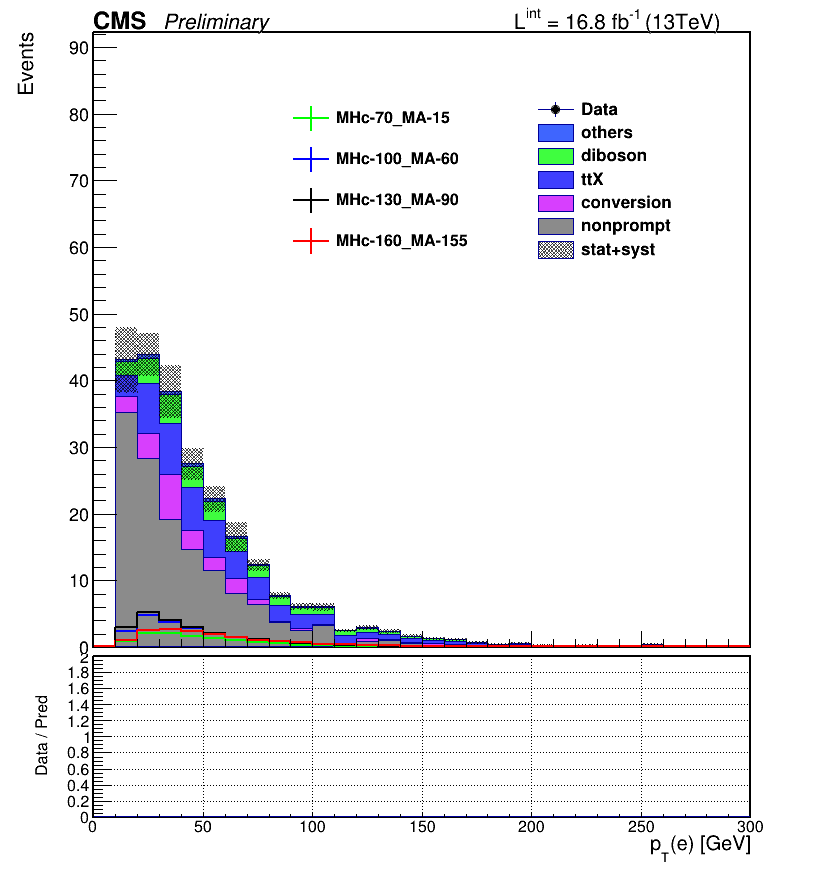 CMS Preliminary L^int = 16.8 fb^-1 (13TeV)
Events
90
80
70
60
50
40
30
20
10
0
MHc-70_MA-15
MHc-100_MA-60
MHc-130_MA-90
MHc-160_MA-155
Data
others
diboson
ttX
conversion
nonprompt
stat+syst
Data / Pred
2
1.8
1.6
1.4
1.2
1
0.8
0.6
0.4
0.2
0
0 50 100 150 200 250 300
p_T(e) [GeV]